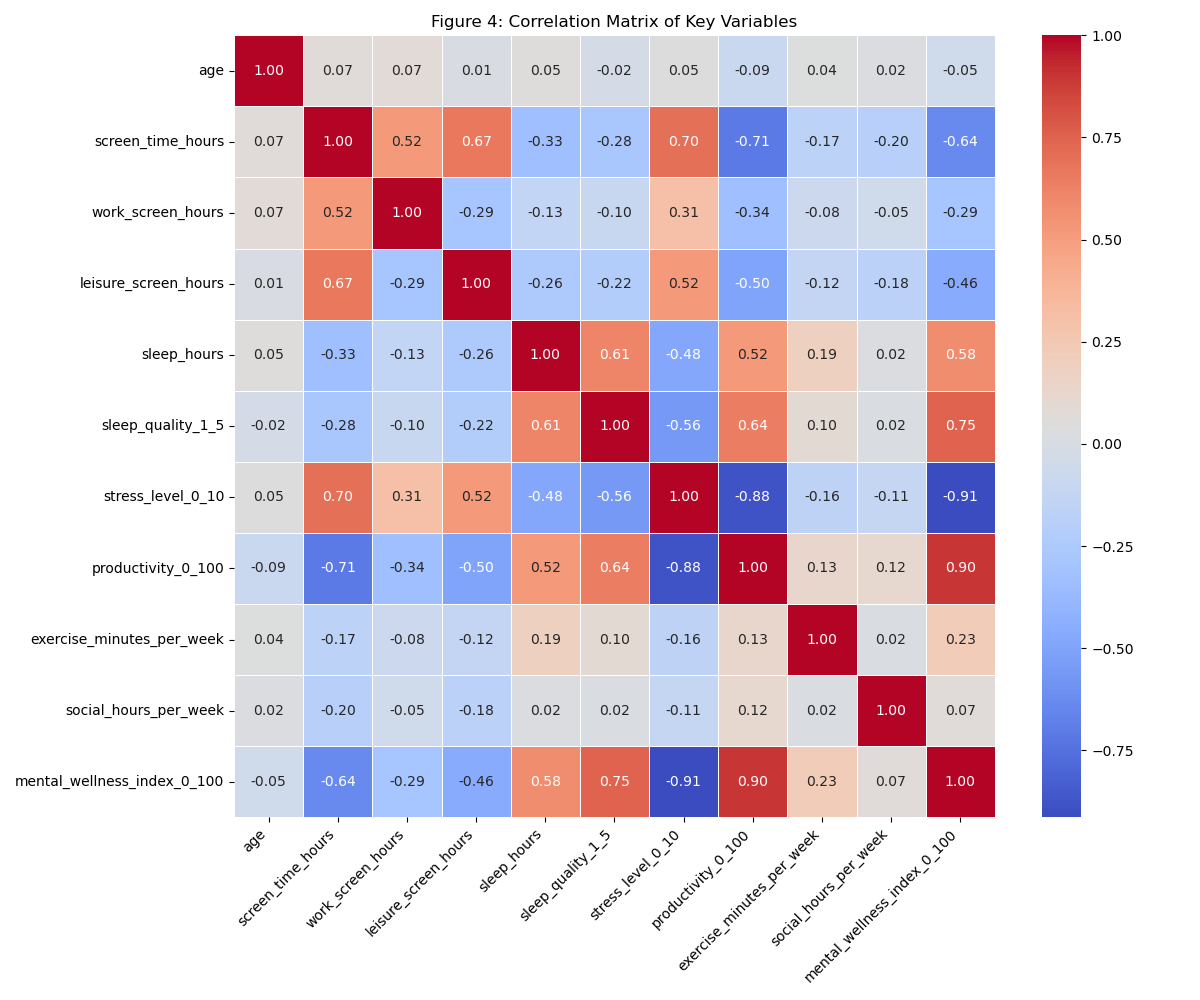 Figure 4: Correlation Matrix of Key Variables
age 1.00 0.07 0.07 0.01 0.05 -0.02 0.05 -0.09 0.04 0.02 -0.05
screen_time_hours 0.07 1.00 0.52 0.67 -0.33 -0.28 0.70 -0.71 -0.17 -0.20 -0.64
work_screen_hours 0.07 0.52 1.00 -0.29 -0.13 -0.10 0.31 -0.34 -0.08 -0.05 -0.29
leisure_screen_hours 0.01 0.67 -0.29 1.00 -0.26 -0.22 0.52 -0.50 -0.12 -0.18 -0.46
sleep_hours 0.05 -0.33 -0.13 -0.26 1.00 0.61 -0.48 0.52 0.19 0.02 0.58
sleep_quality_1_5 -0.02 -0.28 -0.10 -0.22 0.61 1.00 -0.56 0.64 0.10 0.02 0.75
stress_level_0_10 0.05 0.70 0.31 0.52 -0.48 -0.56 1.00 -0.88 -0.16 -0.11 -0.91
productivity_0_100 -0.09 -0.71 -0.34 -0.50 0.52 0.64 -0.88 1.00 0.13 0.12 0.90
exercise_minutes_per_week 0.04 -0.17 -0.08 -0.12 0.19 0.10 -0.16 0.13 1.00 0.02 0.23
social_hours_per_week 0.02 -0.20 -0.05 -0.18 0.02 0.02 -0.11 0.12 0.02 1.00 0.07
mental_wellness_index_0_100 -0.05 -0.64 -0.29 -0.46 0.58 0.75 -0.91 0.90 0.23 0.07 1.00
age
screen_time_hours
work_screen_hours
leisure_screen_hours
sleep_hours
sleep_quality_1_5
stress_level_0_10
productivity_0_100
exercise_minutes_per_week
social_hours_per_week
mental_wellness_index_0_100
1.00
0.75
0.50
0.25
0.00
−0.25
−0.50
−0.75